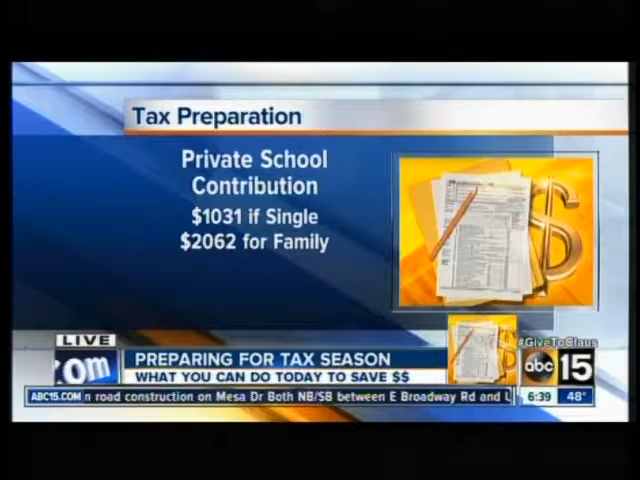 Tax Preparation
Private School
Contribution
$1031 if Single
$2062 for Family
$
LIVE
.com
PREPARING FOR TAX SEASON
WHAT YOU CAN DO TODAY TO SAVE $$
#GiveToClaus
abc 15
ABC15.COM n road construction on Mesa Dr Both NB/SB between E Broadway Rd and
6:39 48°